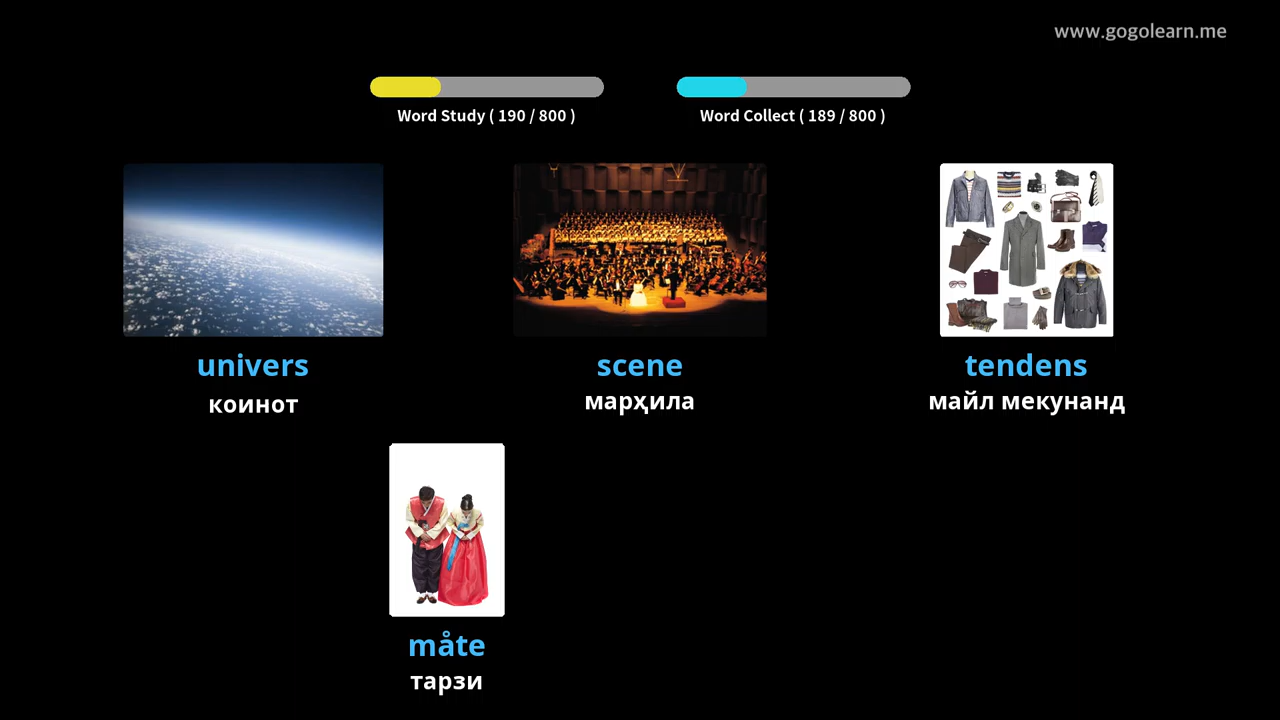 www.gogolearn.me
Word Study ( 190 / 800 )
Word Collect ( 189 / 800 )
univers
коинот
scene
марҳила
tendens
майл мекунанд
måte
тарзи